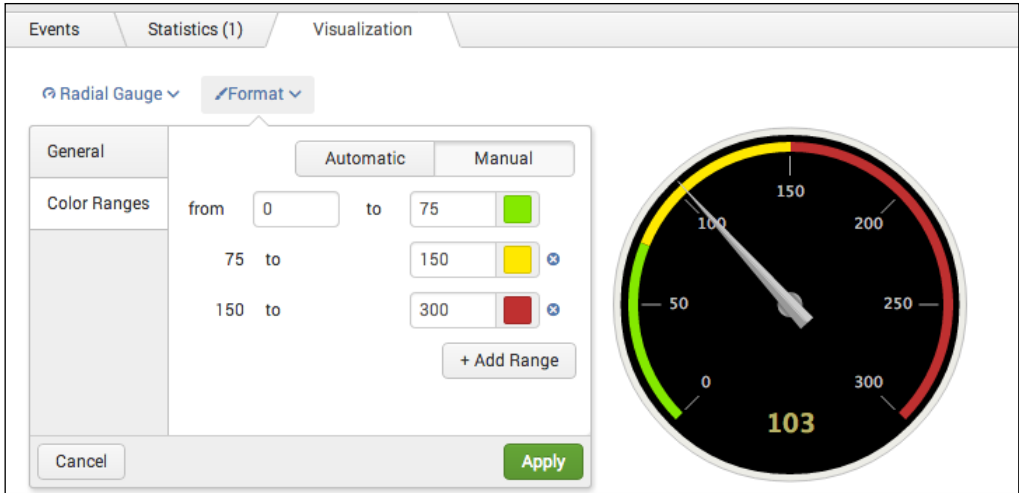 Events Statistics (1) Visualization
Radial Gauge Format
General
Automatic Manual
Color Ranges
from 0 to 75
75 to 150
150 to 300
+ Add Range
Cancel Apply
150
100 200
50 250
0 300
103